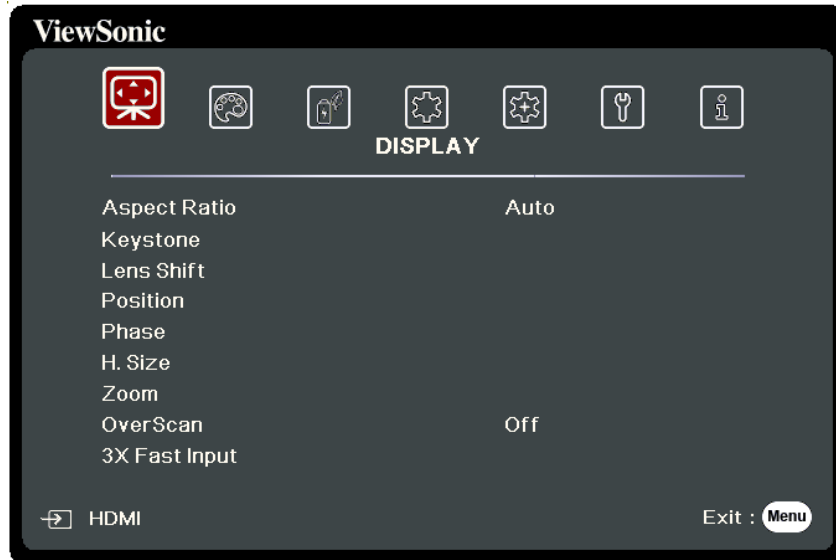 ViewSonic
DISPLAY
Aspect Ratio Auto
Keystone
Lens Shift
Position
Phase
H. Size
Zoom
OverScan Off
3X Fast Input
HDMI Exit : Menu